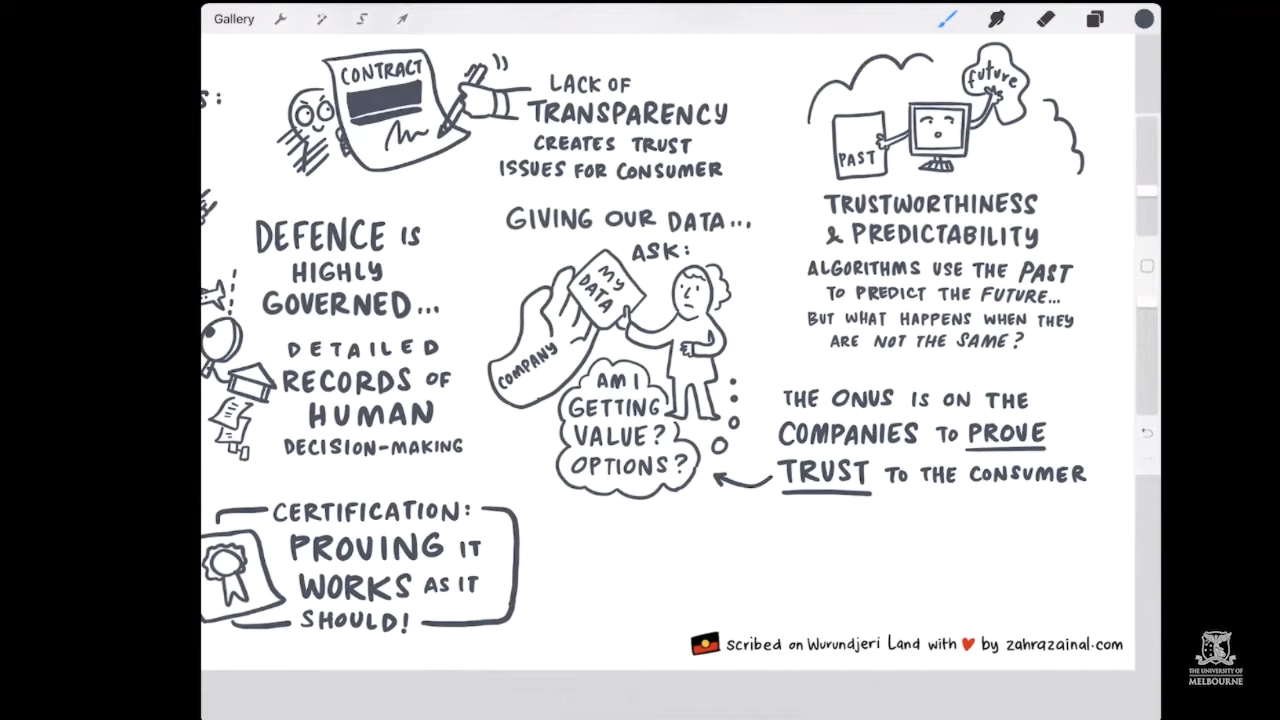 Gallery
S:
CONTRACT
LACK OF
TRANSPARENCY
CREATES TRUST
ISSUES FOR CONSUMER
future
PAST
TRUSTWORTHINESS
& PREDICTABILITY
ALGORITHMS USE THE PAST
TO PREDICT THE FUTURE...
BUT WHAT HAPPENS WHEN THEY
ARE NOT THE SAME?
DEFENCE IS
HIGHLY
GOVERNED...
DETAILED
RECORDS OF
HUMAN
DECISION-MAKING
GIVING OUR DATA...
ASK:
MY
DATA
COMPANY
AM I
GETTING
VALUE?
OPTIONS?
THE ONUS IS ON THE
COMPANIES TO PROVE
TRUST TO THE CONSUMER
CERTIFICATION:
PROVING IT
WORKS AS IT
SHOULD!
scribed on Wurundjeri Land with ❤ by zahrazainal.com
THE UNIVERSITY OF
MELBOURNE